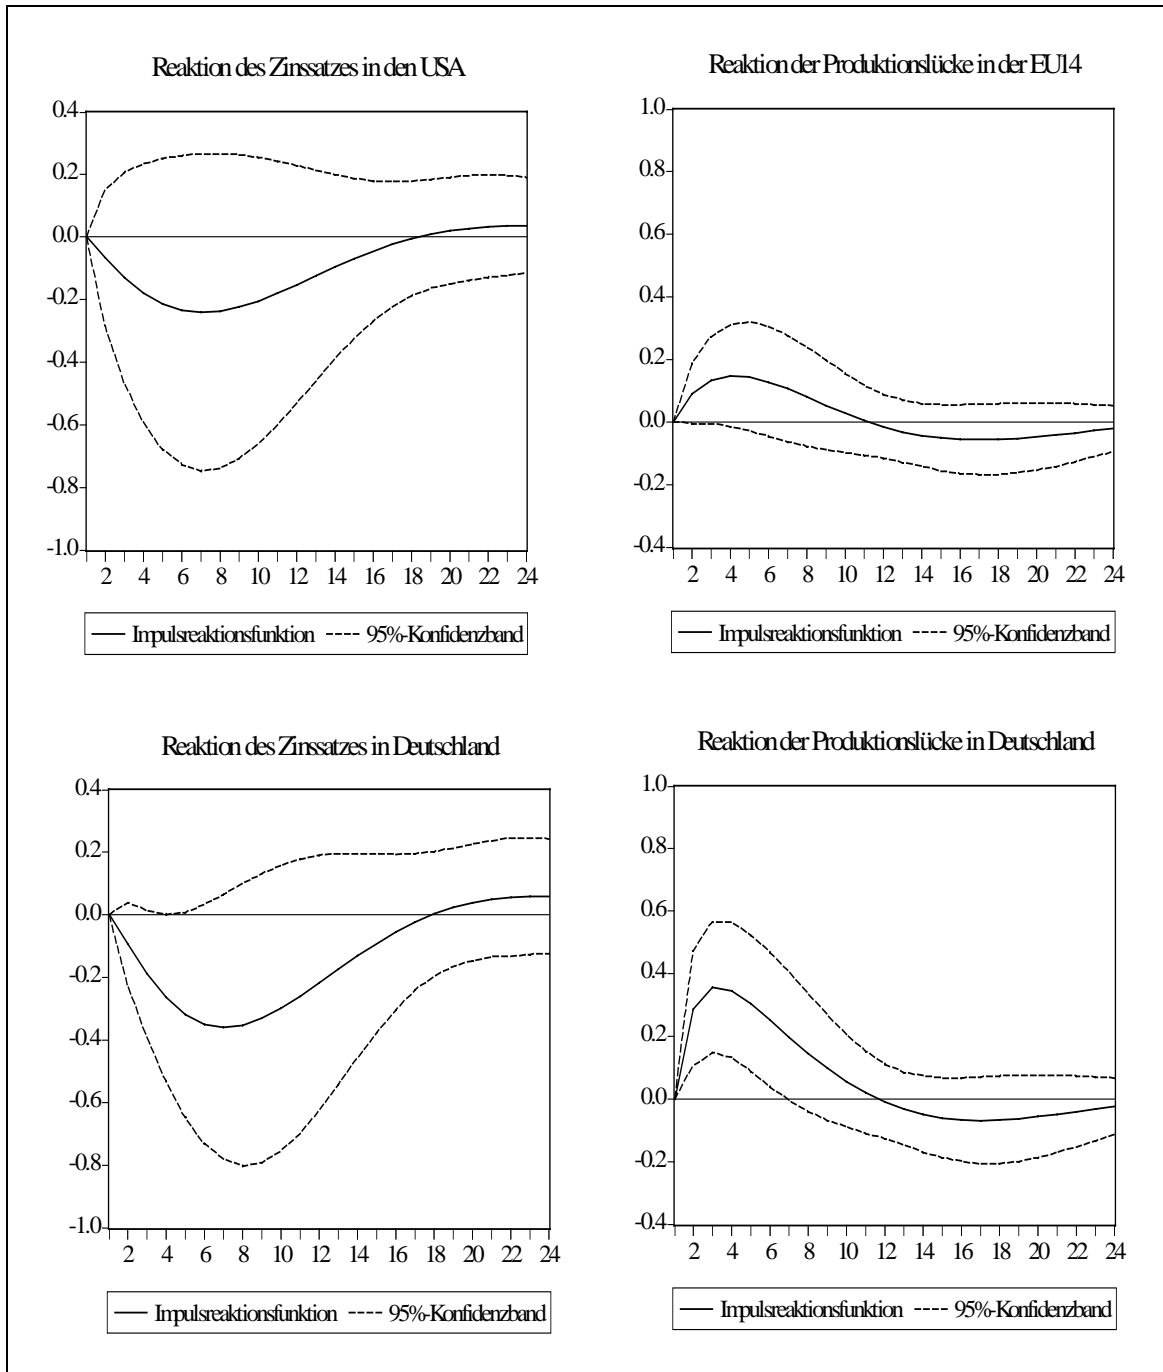 Reaktion des Zinssatzes in den USA
0.4
0.2
0.0
-0.2
-0.4
-0.6
-0.8
-1.0
2 4 6 8 10 12 14 16 18 20 22 24
Impulsreaktionsfunktion 95%-Konfidenzband
Reaktion der Produktionslücke in der EU14
1.0
0.8
0.6
0.4
0.2
0.0
-0.2
-0.4
2 4 6 8 10 12 14 16 18 20 22 24
Impulsreaktionsfunktion 95%-Konfidenzband
Reaktion des Zinssatzes in Deutschland
0.4
0.2
0.0
-0.2
-0.4
-0.6
-0.8
-1.0
2 4 6 8 10 12 14 16 18 20 22 24
Impulsreaktionsfunktion 95%-Konfidenzband
Reaktion der Produktionslücke in Deutschland
1.0
0.8
0.6
0.4
0.2
0.0
-0.2
-0.4
2 4 6 8 10 12 14 16 18 20 22 24
Impulsreaktionsfunktion 95%-Konfidenzband